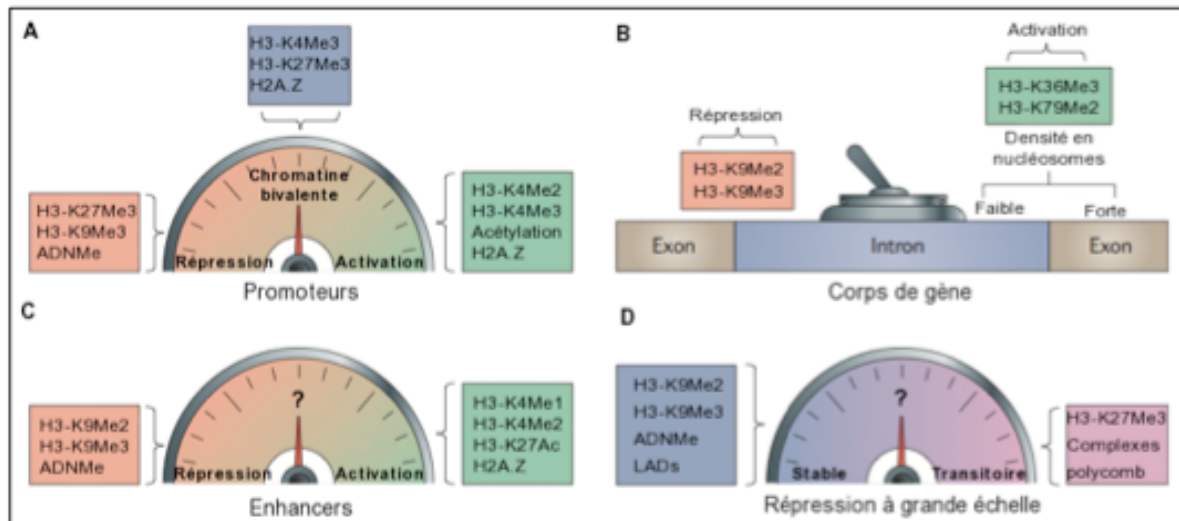 A
H3-K4Me3
H3-K27Me3
H2A.Z
Chromatine
bivalente
H3-K27Me3
H3-K9Me3
ADNMe
H3-K4Me2
H3-K4Me3
Acétylation
H2A.Z
Répression
Activation
Promoteurs
B
Activation
H3-K36Me3
H3-K79Me2
Répression
H3-K9Me2
H3-K9Me3
Densité en
nucléosomes
Faible
Forte
Exon
Intron
Exon
Corps de gène
C
?
H3-K9Me2
H3-K9Me3
ADNMe
H3-K4Me1
H3-K4Me2
H3-K27Ac
H2A.Z
Répression
Activation
Enhancers
D
H3-K9Me2
H3-K9Me3
ADNMe
LADs
?
H3-K27Me3
Complexes
polycomb
Stable
Transitoire
Répression à grande échelle